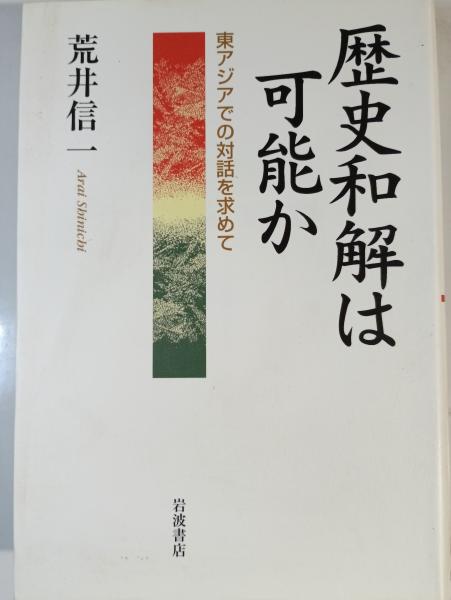 歴史和解は
可能か
東アジアでの対話を求めて
荒井信一
Arai Shinichi
岩波書店